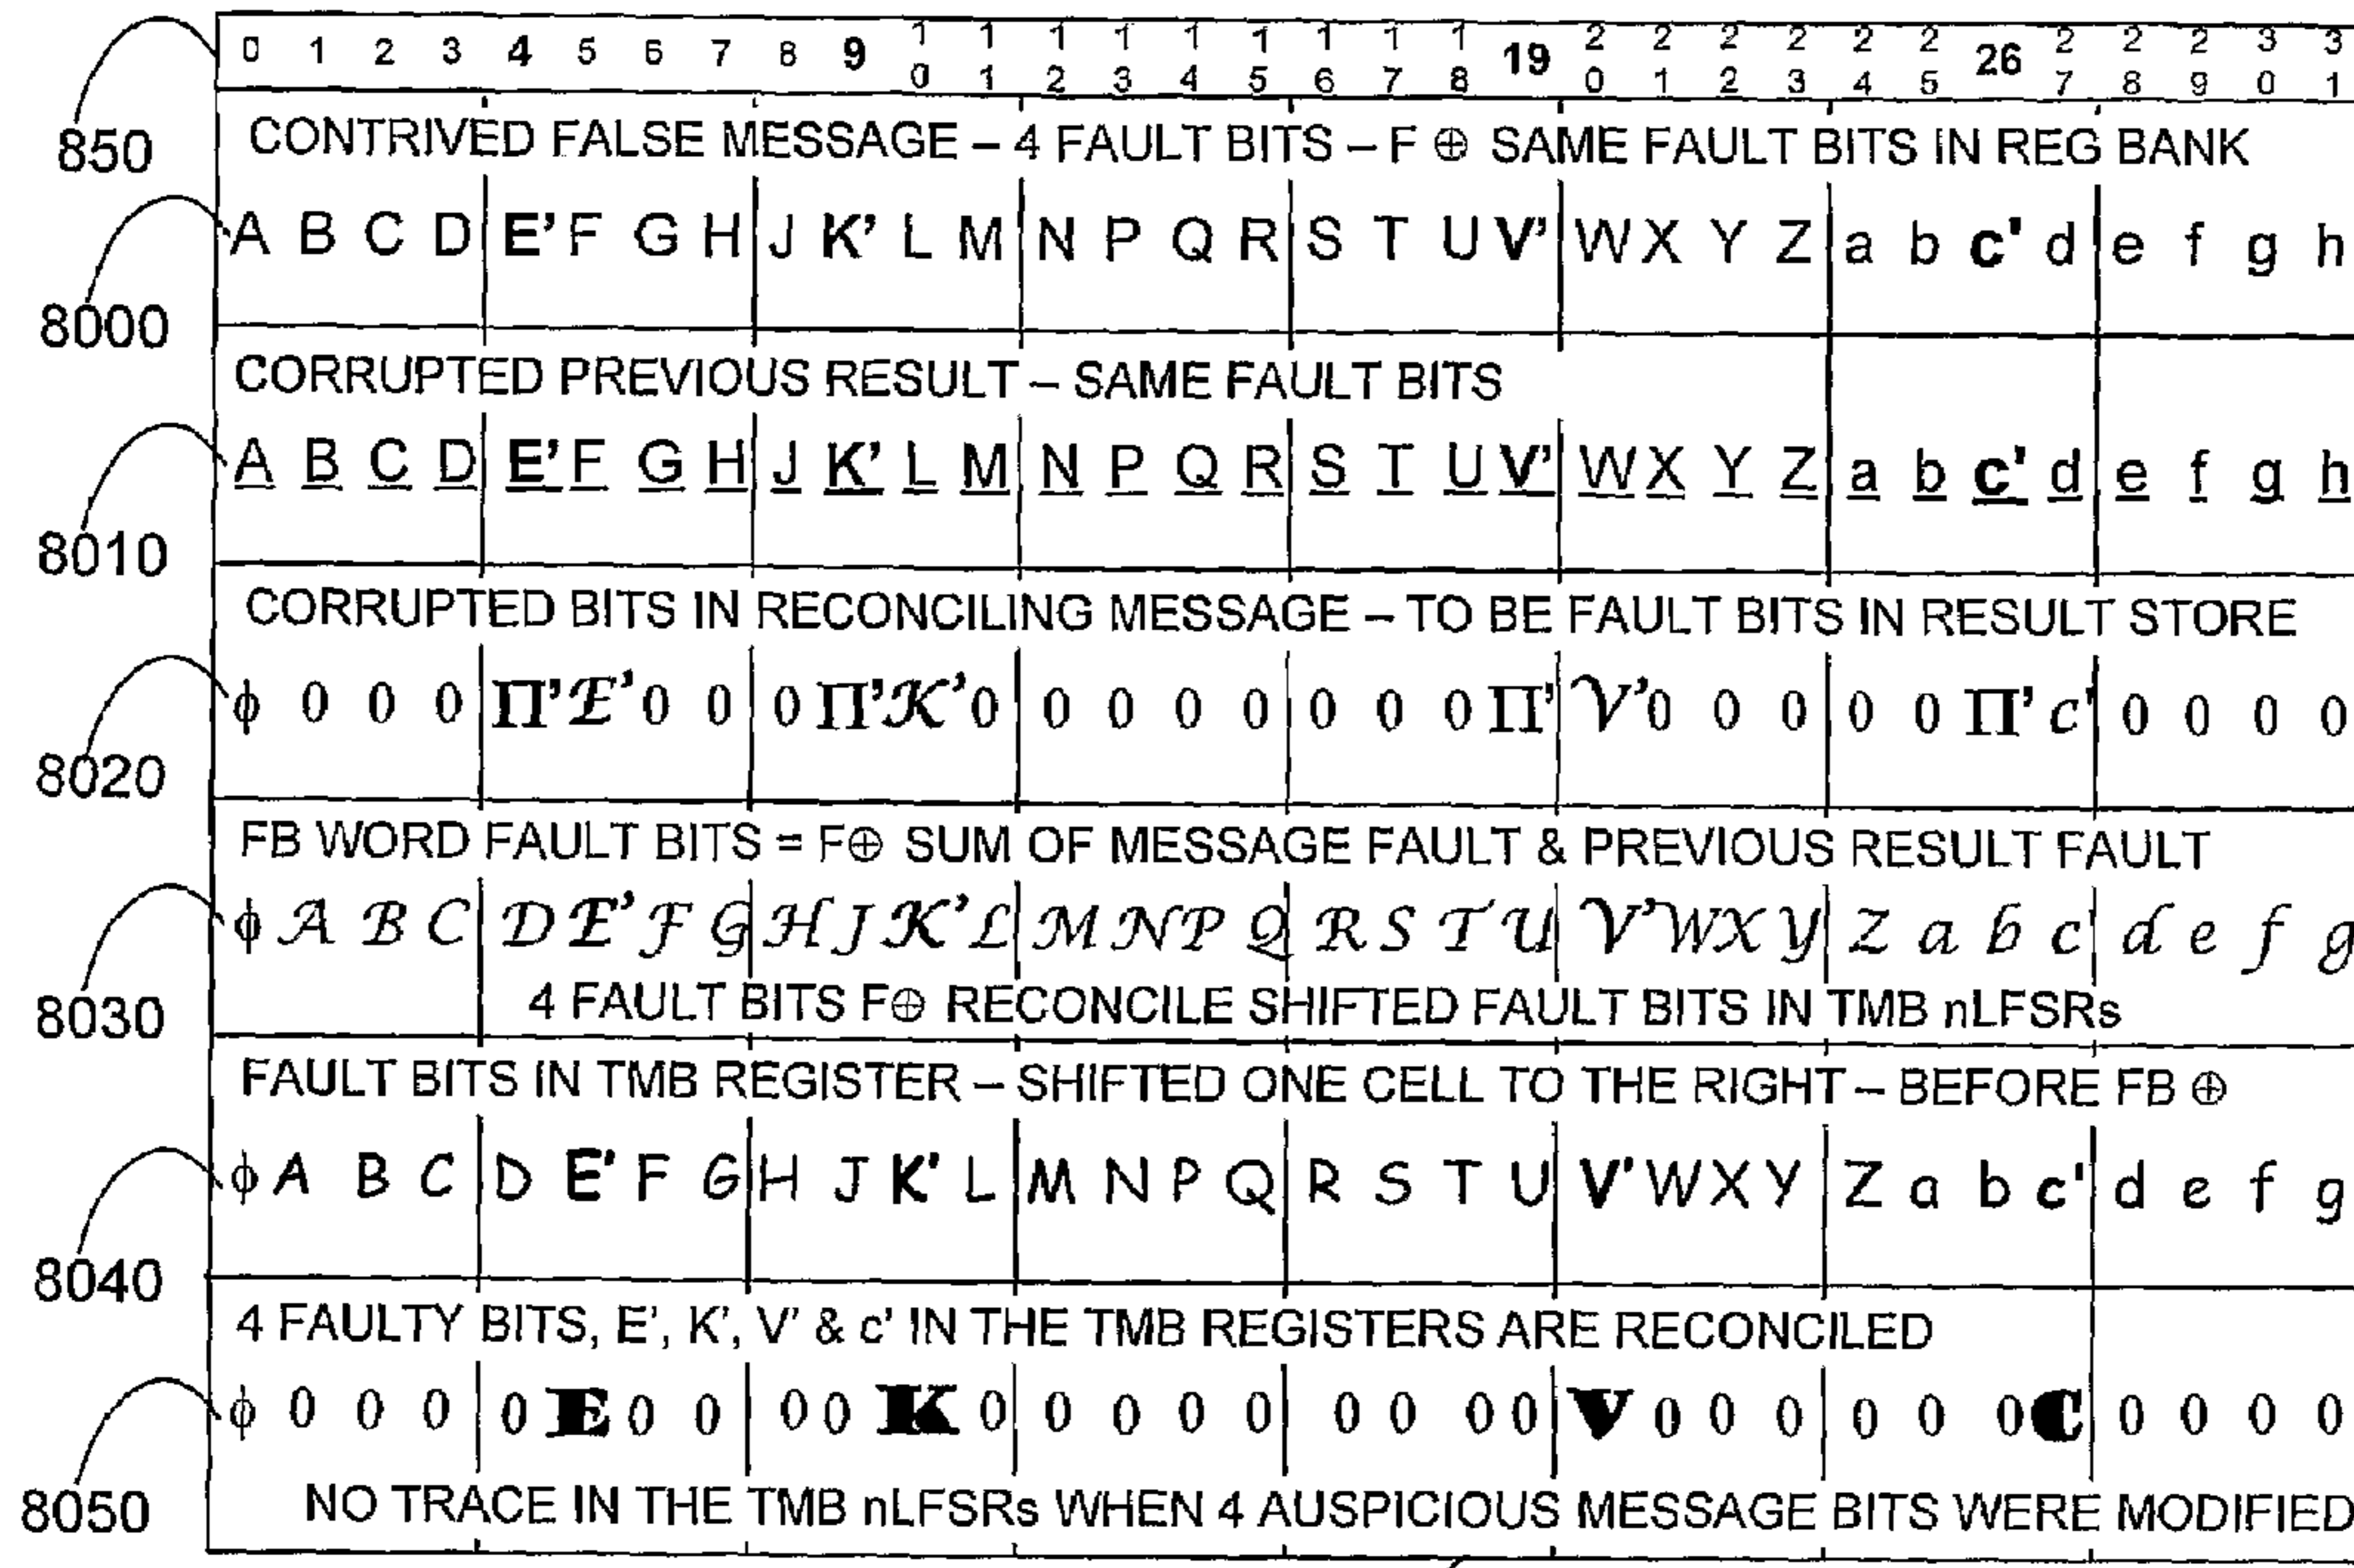 0 1 2 3 4 5 6 7 8 9 10 11 12 13 14 15 16 17 18 19 20 21 22 23 24 25 26 27 28 29 30 31
850
CONTRIVED FALSE MESSAGE – 4 FAULT BITS – F ⊕ SAME FAULT BITS IN REG BANK
A B C D E' F G H J K' L M N P Q R S T U V' W X Y Z a b c' d e f g h
8000
CORRUPTED PREVIOUS RESULT – SAME FAULT BITS
A B C D E' F G H J K' L M N P Q R S T U V' W X Y Z a b c' d e f g h
8010
CORRUPTED BITS IN RECONCILING MESSAGE – TO BE FAULT BITS IN RESULT STORE
ϕ 0 0 0 Π' E' 0 0 0 Π' K' 0 0 0 0 0 0 0 0 Π' V' 0 0 0 0 0 Π' c' 0 0 0 0
8020
FB WORD FAULT BITS = F⊕ SUM OF MESSAGE FAULT & PREVIOUS RESULT FAULT
ϕ A B C D E' F G H J K' L M N P Q R S T U V' W X Y Z a b c' d e f g
4 FAULT BITS F⊕ RECONCILE SHIFTED FAULT BITS IN TMB nLFSRs
8030
FAULT BITS IN TMB REGISTER – SHIFTED ONE CELL TO THE RIGHT – BEFORE FB ⊕
ϕ A B C D E' F G H J K' L M N P Q R S T U V' W X Y Z a b c' d e f g
8040
4 FAULTY BITS, E', K', V' & c' IN THE TMB REGISTERS ARE RECONCILED
ϕ 0 0 0 0 E 0 0 0 0 K 0 0 0 0 0 0 0 0 0 V 0 0 0 0 0 0 C 0 0 0 0
8050
NO TRACE IN THE TMB nLFSRs WHEN 4 AUSPICIOUS MESSAGE BITS WERE MODIFIED